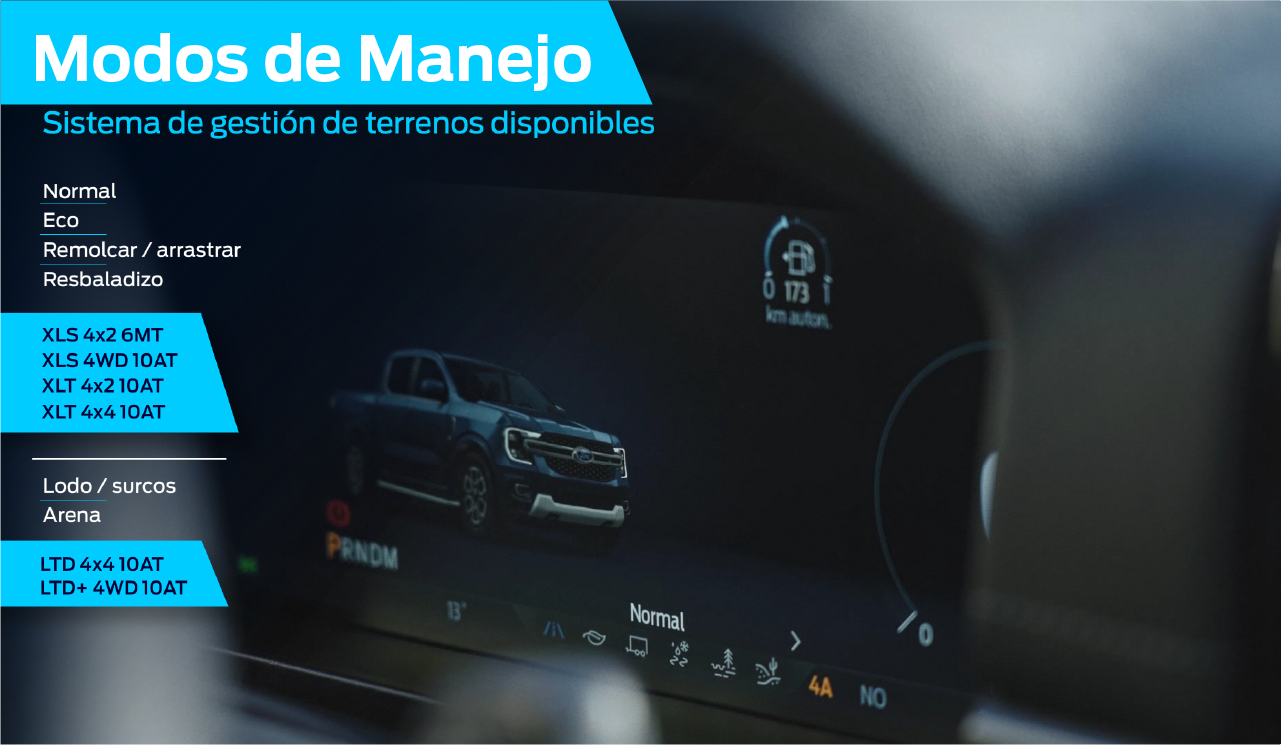 Modos de Manejo
Sistema de gestión de terrenos disponibles
Normal
Eco
Remolcar / arrastrar
Resbaladizo
XLS 4x2 6MT
XLS 4WD 10AT
XLT 4x2 10AT
XLT 4x4 10AT
Lodo / surcos
Arena
LTD 4x4 10AT
LTD+ 4WD 10AT
0 173 1
km autom.
PRNDM
13°
Normal
4A NO
0